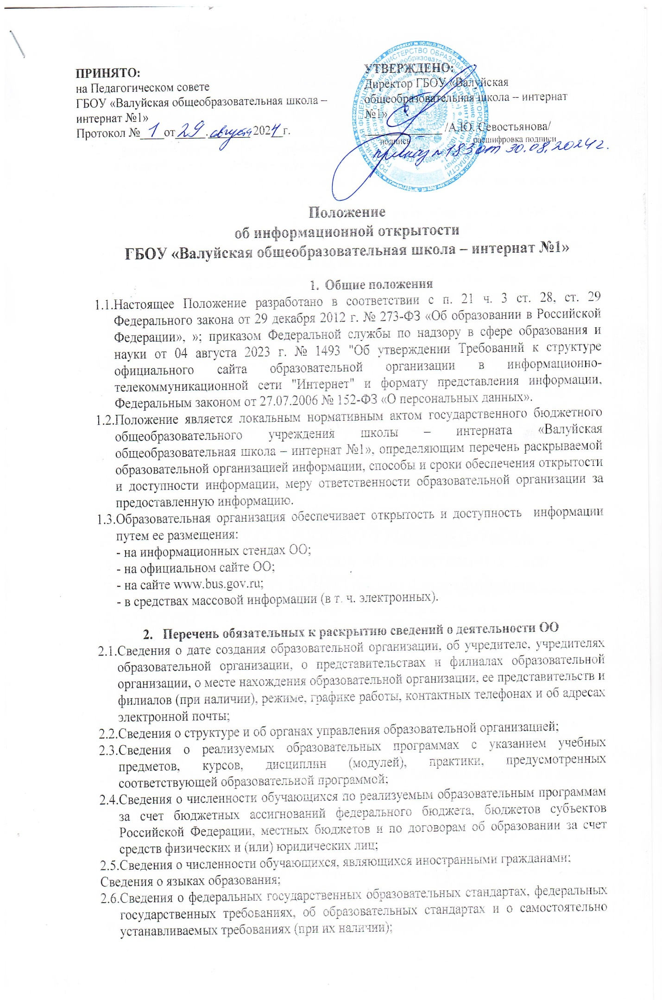 ПРИНЯТО:
на Педагогическом совете
ГБОУ «Валуйская общеобразовательная школа –
интернат №1»
Протокол №____1 от 29 . августа 2024 г.
УТВЕРЖДЕНО:
Директор ГБОУ «Валуйская
общеобразовательная школа – интернат
№1»
/А.Ю. Севостьянова/
подпись расшифровка подписи
приказ № 183 от 30.08.2024 г.
Положение
об информационной открытости
ГБОУ «Валуйская общеобразовательная школа – интернат №1»
1. Общие положения
1.1.Настоящее Положение разработано в соответствии с п. 21 ч. 3 ст. 28, ст. 29
Федерального закона от 29 декабря 2012 г. № 273-ФЗ «Об образовании в Российской
Федерации», »; приказом Федеральной службы по надзору в сфере образования и
науки от 04 августа 2023 г. № 1493 "Об утверждении Требований к структуре
официального сайта образовательной организации в информационно-
телекоммуникационной сети "Интернет" и формату представления информации,
Федеральным законом от 27.07.2006 № 152-ФЗ «О персональных данных».
1.2.Положение является локальным нормативным актом государственного бюджетного
общеобразовательного учреждения школы – интерната «Валуйская
общеобразовательная школа – интернат №1», определяющим перечень раскрываемой
образовательной организацией информации, способы и сроки обеспечения открытости
и доступности информации, меру ответственности образовательной организации за
предоставленную информацию.
1.3.Образовательная организация обеспечивает открытость и доступность информации
путем ее размещения:
- на информационных стендах ОО;
- на официальном сайте ОО;
- на сайте www.bus.gov.ru;
- в средствах массовой информации (в т. ч. электронных).
2. Перечень обязательных к раскрытию сведений о деятельности ОО
2.1.Сведения о дате создания образовательной организации, об учредителе, учредителях
образовательной организации, о представительствах и филиалах образовательной
организации, о месте нахождения образовательной организации, ее представительств и
филиалов (при наличии), режиме, графике работы, контактных телефонах и об адресах
электронной почты;
2.2.Сведения о структуре и об органах управления образовательной организацией;
2.3.Сведения о реализуемых образовательных программах с указанием учебных
предметов, курсов, дисциплин (модулей), практики, предусмотренных
соответствующей образовательной программой;
2.4.Сведения о численности обучающихся по реализуемым образовательным программам
за счет бюджетных ассигнований федерального бюджета, бюджетов субъектов
Российской Федерации, местных бюджетов и по договорам об образовании за счет
средств физических и (или) юридических лиц;
2.5.Сведения о численности обучающихся, являющихся иностранными гражданами;
Сведения о языках образования;
2.6.Сведения о федеральных государственных образовательных стандартах, федеральных
государственных требованиях, об образовательных стандартах и о самостоятельно
устанавливаемых требованиях (при их наличии);